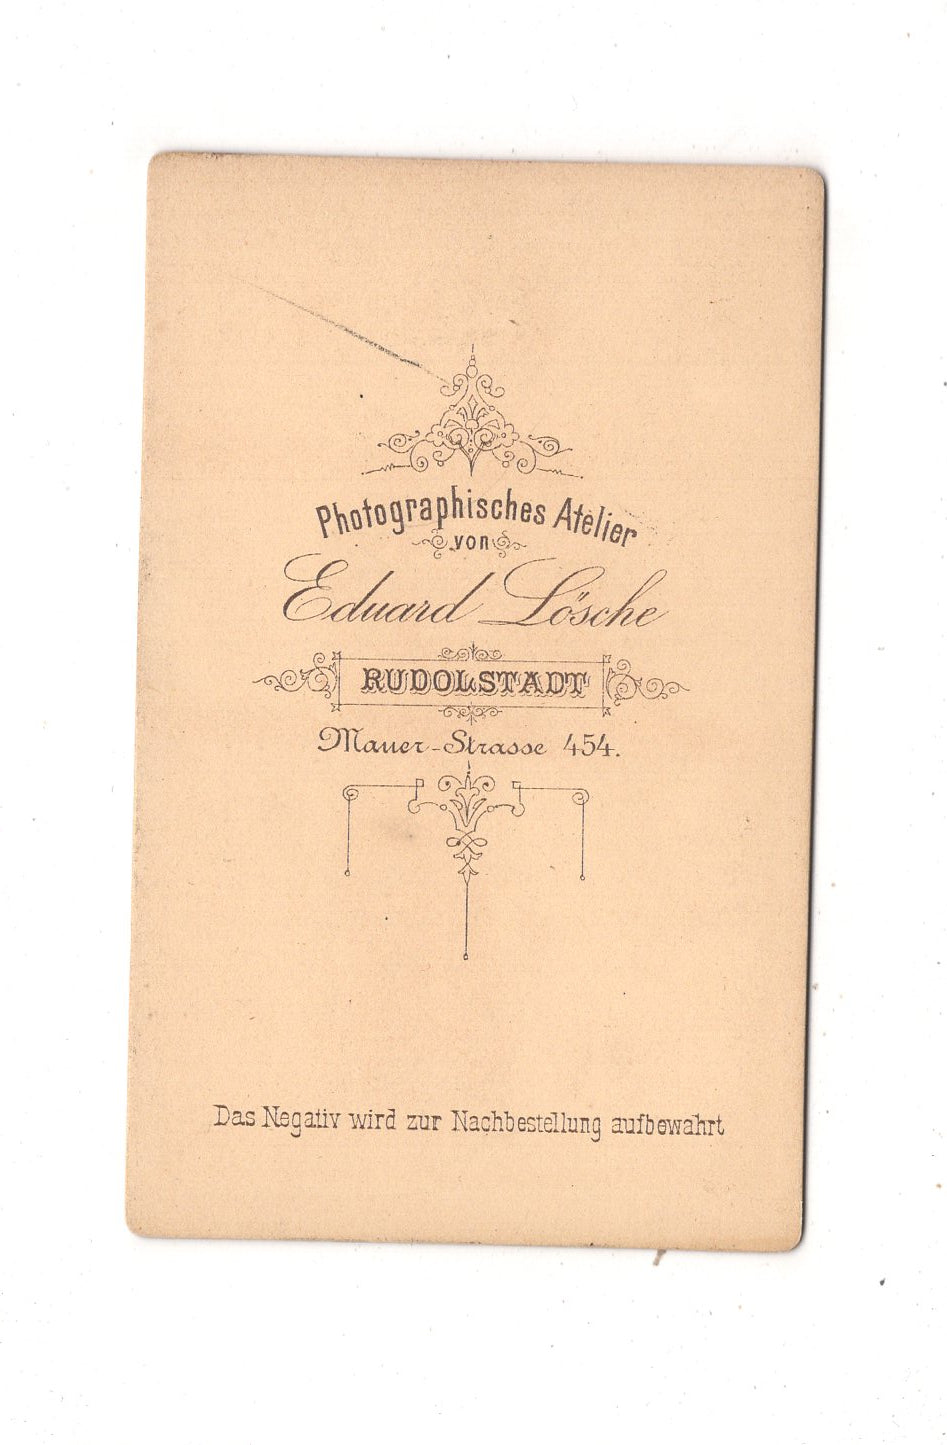 Photographisches Atelier
von
Eduard Lösche
RUDOLSTADT
Mauer-Strasse 454.
Das Negativ wird zur Nachbestellung aufbewahrt